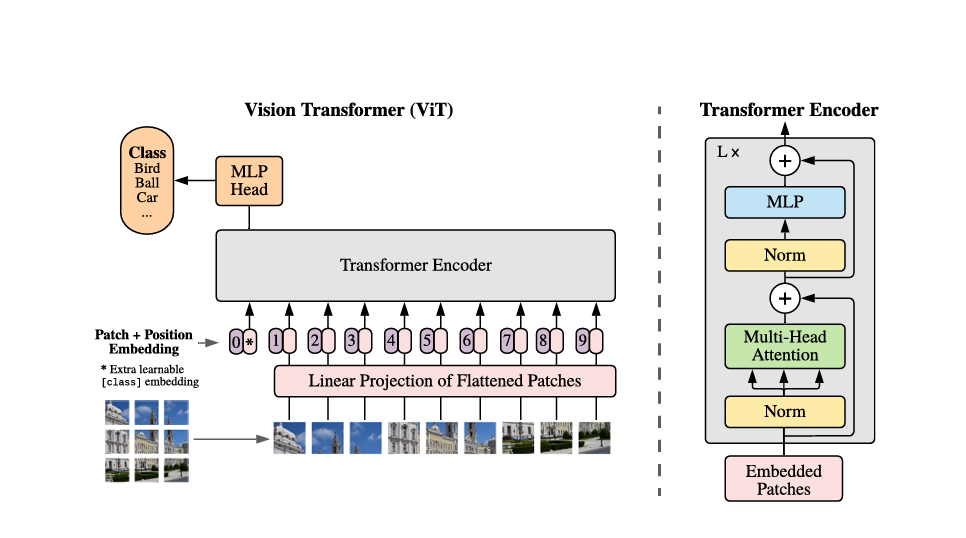 Vision Transformer (ViT)
Class
Bird
Ball
Car
...
MLP
Head
Transformer Encoder
Patch + Position
Embedding
0 * 1 2 3 4 5 6 7 8 9
* Extra learnable
[class] embedding
Linear Projection of Flattened Patches
Transformer Encoder
L ×
+
MLP
Norm
+
Multi-Head
Attention
Norm
Embedded
Patches